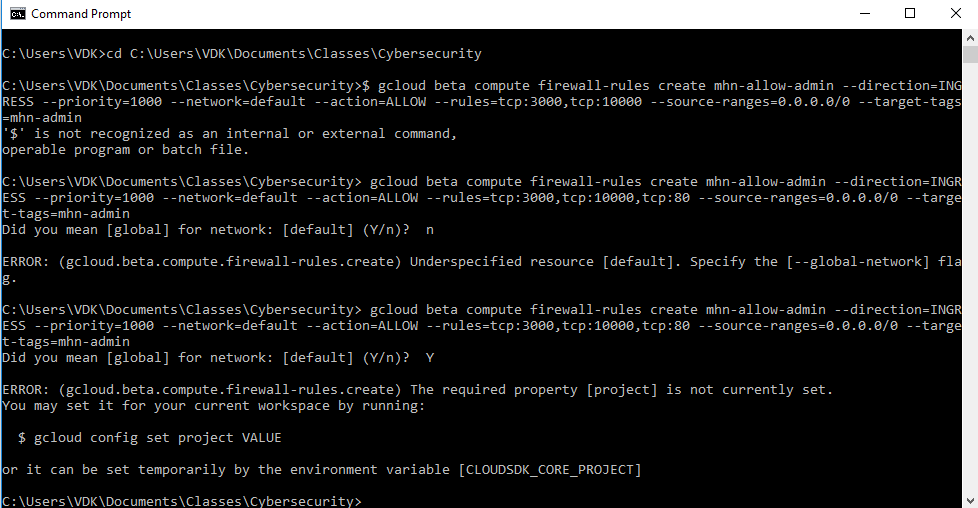 Command Prompt
C:\Users\VDK>cd C:\Users\VDK\Documents\Classes\Cybersecurity
C:\Users\VDK\Documents\Classes\Cybersecurity>$ gcloud beta compute firewall-rules create mhn-allow-admin --direction=ING
RESS --priority=1000 --network=default --action=ALLOW --rules=tcp:3000,tcp:10000 --source-ranges=0.0.0.0/0 --target-tags
=mhn-admin
'$' is not recognized as an internal or external command,
operable program or batch file.
C:\Users\VDK\Documents\Classes\Cybersecurity> gcloud beta compute firewall-rules create mhn-allow-admin --direction=INGR
ESS --priority=1000 --network=default --action=ALLOW --rules=tcp:3000,tcp:10000,tcp:80 --source-ranges=0.0.0.0/0 --targe
t-tags=mhn-admin
Did you mean [global] for network: [default] (Y/n)?  n
ERROR: (gcloud.beta.compute.firewall-rules.create) Underspecified resource [default]. Specify the [--global-network] fla
g.
C:\Users\VDK\Documents\Classes\Cybersecurity> gcloud beta compute firewall-rules create mhn-allow-admin --direction=INGR
ESS --priority=1000 --network=default --action=ALLOW --rules=tcp:3000,tcp:10000,tcp:80 --source-ranges=0.0.0.0/0 --targe
t-tags=mhn-admin
Did you mean [global] for network: [default] (Y/n)?  Y
ERROR: (gcloud.beta.compute.firewall-rules.create) The required property [project] is not currently set.
You may set it for your current workspace by running:
  $ gcloud config set project VALUE
or it can be set temporarily by the environment variable [CLOUDSDK_CORE_PROJECT]
C:\Users\VDK\Documents\Classes\Cybersecurity>